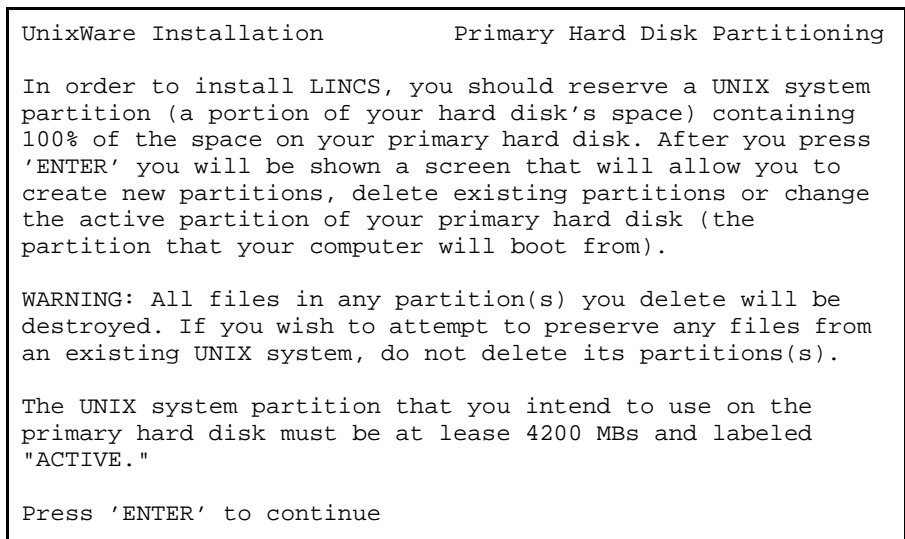 UnixWare Installation Primary Hard Disk Partitioning
In order to install LINCS, you should reserve a UNIX system
partition (a portion of your hard disk's space) containing
100% of the space on your primary hard disk. After you press
'ENTER' you will be shown a screen that will allow you to
create new partitions, delete existing partitions or change
the active partition of your primary hard disk (the
partition that your computer will boot from).
WARNING: All files in any partition(s) you delete will be
destroyed. If you wish to attempt to preserve any files from
an existing UNIX system, do not delete its partitions(s).
The UNIX system partition that you intend to use on the
primary hard disk must be at lease 4200 MBs and labeled
"ACTIVE."
Press 'ENTER' to continue